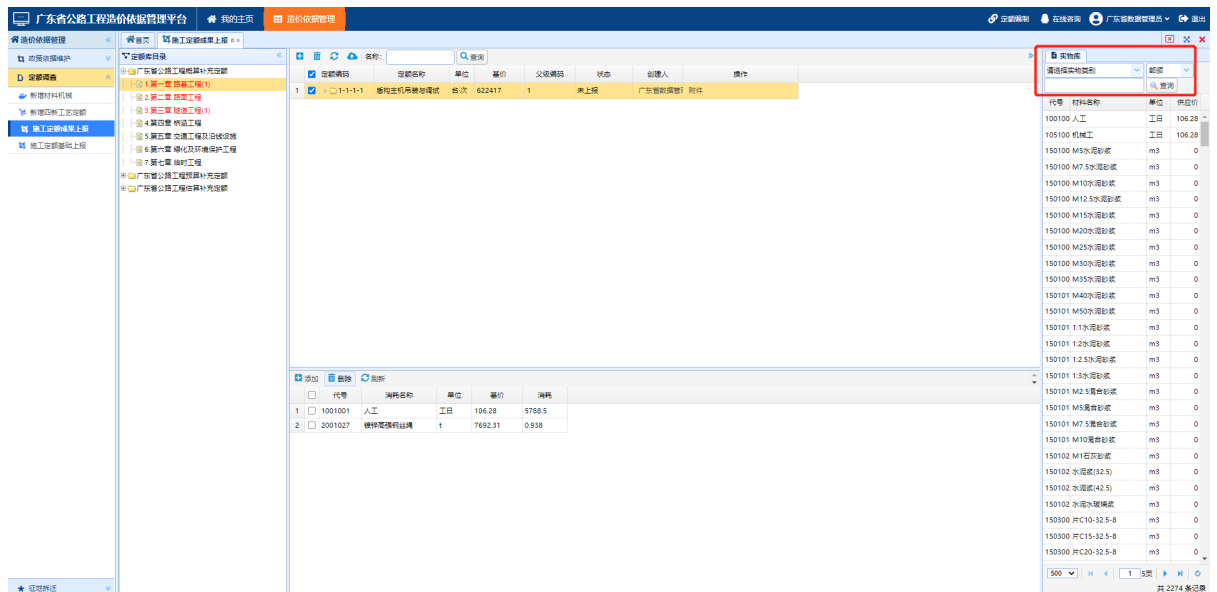 广东省公路工程造价依据管理平台 我的主页 造价依据管理 定额编制 在线咨询 广东省数据管理员 退出
造价依据管理
政策依据维护
D 定额调查
新增材料机械
新增四新工艺定额
施工定额成果上报
施工定额基础上报
征地拆迁
首页 施工定额成果上报
定额库目录
广东省公路工程概算补充定额
1.第一章 路基工程(1)
2.第二章 路面工程
3.第三章 隧道工程(1)
4.第四章 桥涵工程
5.第五章 交通工程及沿线设施
6.第六章 绿化及环境保护工程
7.第七章 临时工程
广东省公路工程预算补充定额
广东省公路工程估算补充定额
名称: 查询
定额编码 定额名称 单位 基价 父级编码 状态 创建人 操作
1 1-1-1-1 盾构主机吊装与调试 台·次 622417 1 未上报 广东省数据管理 附件
添加 删除 刷新
代号 消耗名称 单位 基价 消耗
1 1001001 人工 工日 106.28 5788.5
2 2001027 镀锌高强钢丝绳 t 7692.31 0.938
实物库
请选择实物类别 部颁
查询
代号 材料名称 单位 供应价
100100 人工 工日 106.28
105100 机械工 工日 106.28
150100 M5水泥砂浆 m3 0
150100 M7.5水泥砂浆 m3 0
150100 M10水泥砂浆 m3 0
150100 M12.5水泥砂浆 m3 0
150100 M15水泥砂浆 m3 0
150100 M20水泥砂浆 m3 0
150100 M25水泥砂浆 m3 0
150100 M30水泥砂浆 m3 0
150100 M35水泥砂浆 m3 0
150101 M40水泥砂浆 m3 0
150101 M50水泥砂浆 m3 0
150101 1:1水泥砂浆 m3 0
150101 1:2水泥砂浆 m3 0
150101 1:2.5水泥砂浆 m3 0
150101 1:3水泥砂浆 m3 0
150101 M2.5混合砂浆 m3 0
150101 M5混合砂浆 m3 0
150101 M7.5混合砂浆 m3 0
150101 M10混合砂浆 m3 0
150102 M1石灰砂浆 m3 0
150102 水泥浆(32.5) m3 0
150102 水泥浆(42.5) m3 0
150102 水泥水玻璃浆 m3 0
150300 片C10-32.5-8 m3 0
150300 片C15-32.5-8 m3 0
150300 片C20-32.5-8 m3 0
500 1 5页
共 2274 条记录